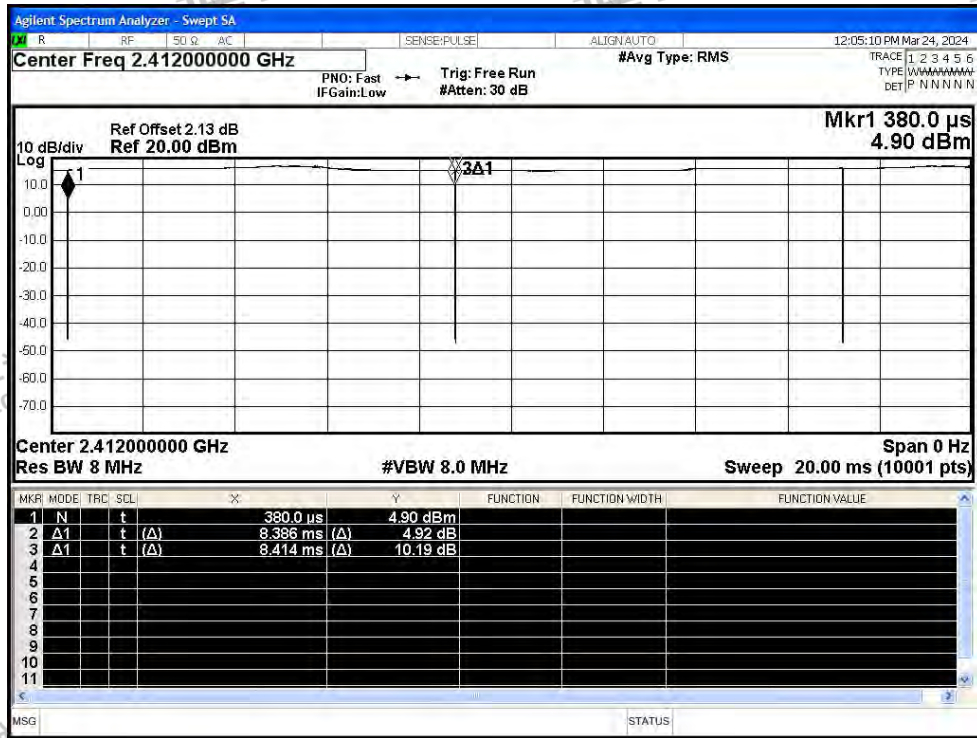 Agilent Spectrum Analyzer - Swept SA
LXI R RF 50 Ω AC SENSE:PULSE ALIGN AUTO 12:05:10 PM Mar 24, 2024
Center Freq 2.412000000 GHz
#Avg Type: RMS
TRACE 1 2 3 4 5 6
PNO: Fast
Trig: Free Run
TYPE WWWWWW
IFGain:Low
#Atten: 30 dB
DET P N N N N N
Mkr1 380.0 µs
4.90 dBm
Ref Offset 2.13 dB
10 dB/div Ref 20.00 dBm
Log
1
3Δ1
10.0
0.00
-10.0
-20.0
-30.0
-40.0
-50.0
-60.0
-70.0
Center 2.412000000 GHz Span 0 Hz
Res BW 8 MHz #VBW 8.0 MHz Sweep 20.00 ms (10001 pts)
MKR MODE TRC SCL X Y FUNCTION FUNCTION WIDTH FUNCTION VALUE
1 N t 380.0 µs 4.90 dBm
2 Δ1 t (Δ) 8.386 ms (Δ) 4.92 dB
3 Δ1 t (Δ) 8.414 ms (Δ) 10.19 dB
4
5
6
7
8
9
10
11
MSG STATUS